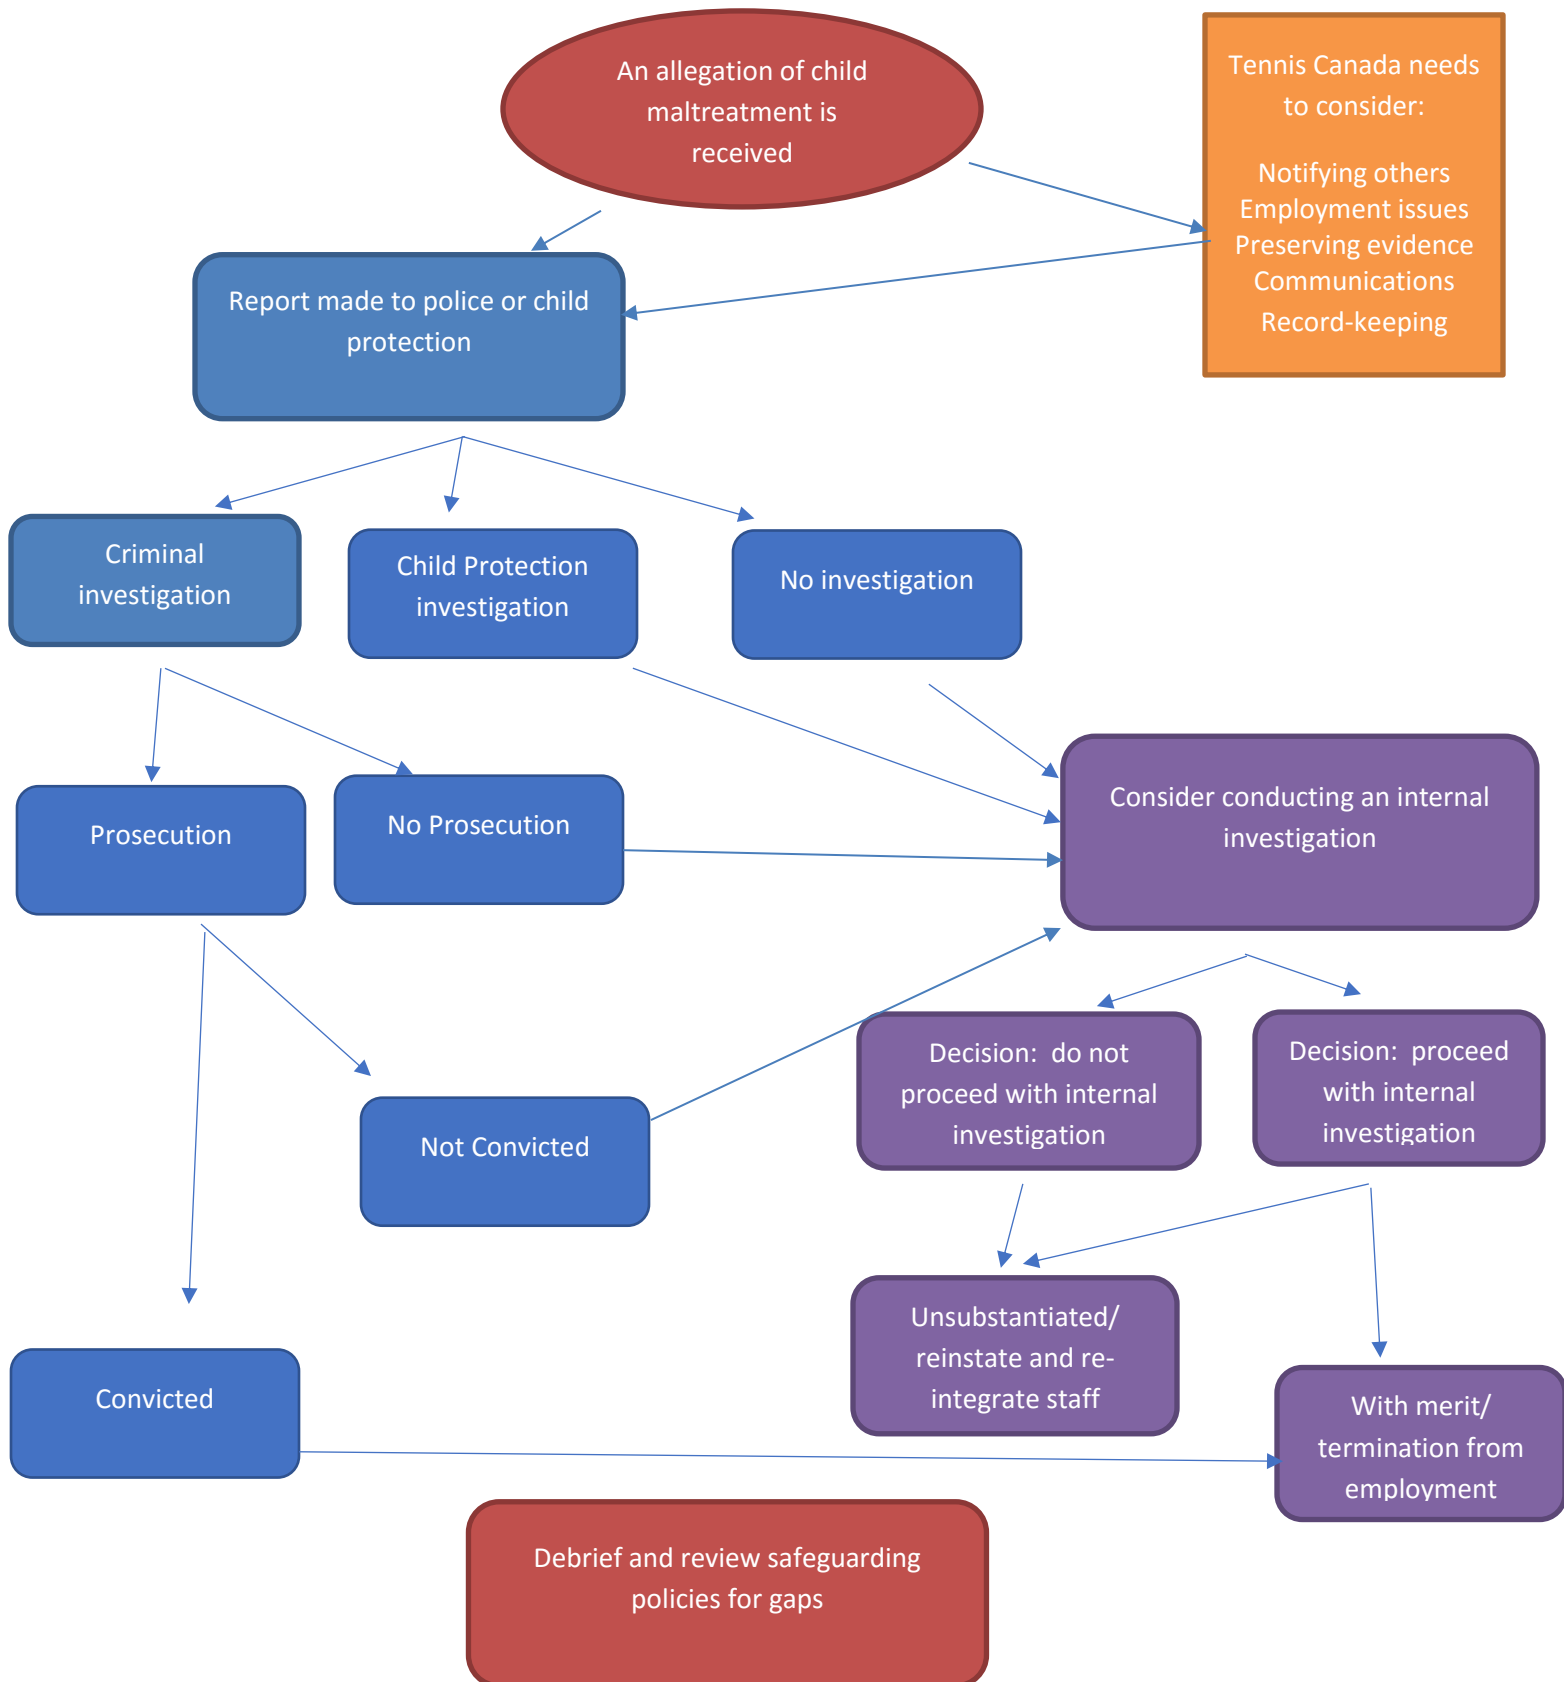 An allegation of child
maltreatment is
received
Tennis Canada needs
to consider:
Notifying others
Employment issues
Preserving evidence
Communications
Record-keeping
Report made to police or child
protection
Criminal
investigation
Child Protection
investigation
No investigation
Prosecution
No Prosecution
Consider conducting an internal
investigation
Decision:  do not
proceed with internal
investigation
Decision:  proceed
with internal
investigation
Not Convicted
Unsubstantiated/
reinstate and re-
integrate staff
Convicted
With merit/
termination from
employment
Debrief and review safeguarding
policies for gaps